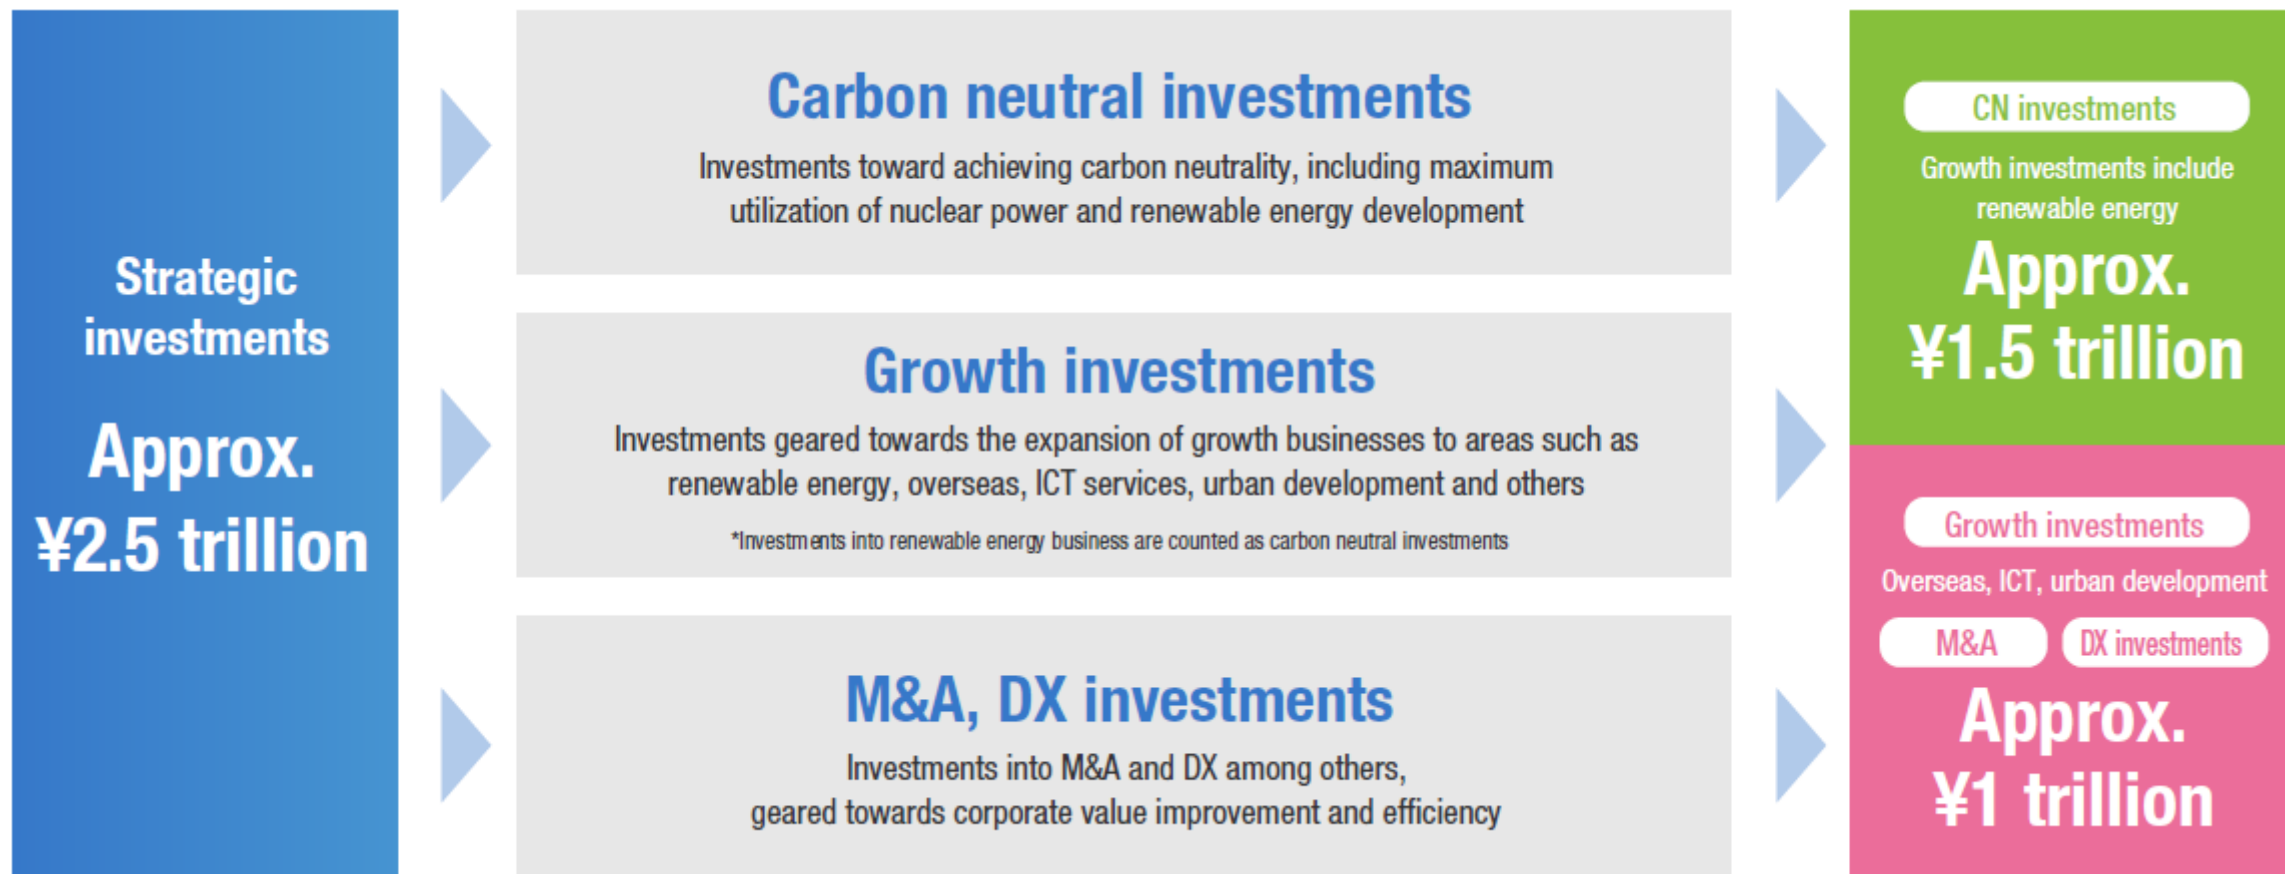 Strategic
investments
Approx.
¥2.5 trillion
Carbon neutral investments
Investments toward achieving carbon neutrality, including maximum
utilization of nuclear power and renewable energy development
Growth investments
Investments geared towards the expansion of growth businesses to areas such as
renewable energy, overseas, ICT services, urban development and others
*Investments into renewable energy business are counted as carbon neutral investments
M&A, DX investments
Investments into M&A and DX among others,
geared towards corporate value improvement and efficiency
CN investments
Growth investments include
renewable energy
Approx.
¥1.5 trillion
Growth investments
Overseas, ICT, urban development
M&A
DX investments
Approx.
¥1 trillion